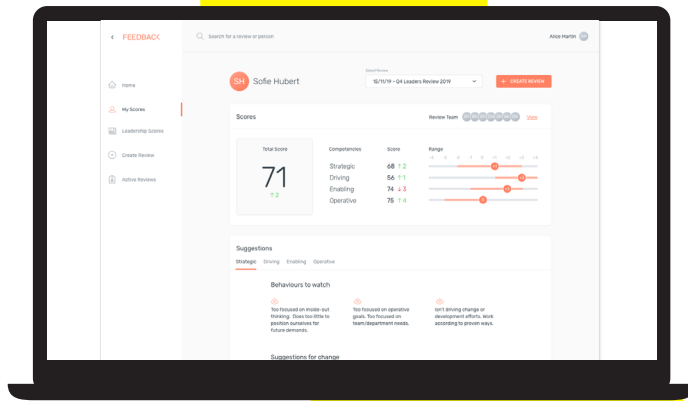 ‹ FEEDBACK
Search for a review or person
Alice Martin
Home
My Scores
Leadership Scores
Create Review
Active Reviews
SH Sofie Hubert
15/11/19 - Q4 Leaders Review 2019
+ CREATE REVIEW
Scores
Review Team
View
Total Score
71
↑ 2
Competencies Score Range
Strategic 68 ↑ 2
Driving 56 ↑ 1
Enabling 74 ↓ 3
Operative 75 ↑ 4
Suggestions
Strategic Driving Enabling Operative
Behaviours to watch
Too focused on inside-out
thinking. Does too little to
position ourselves for
future demands.
Too focused on operative
goals. Too focused on
team/department needs.
Isn't driving change or
development efforts. Work
according to proven ways.
Suggestions for change